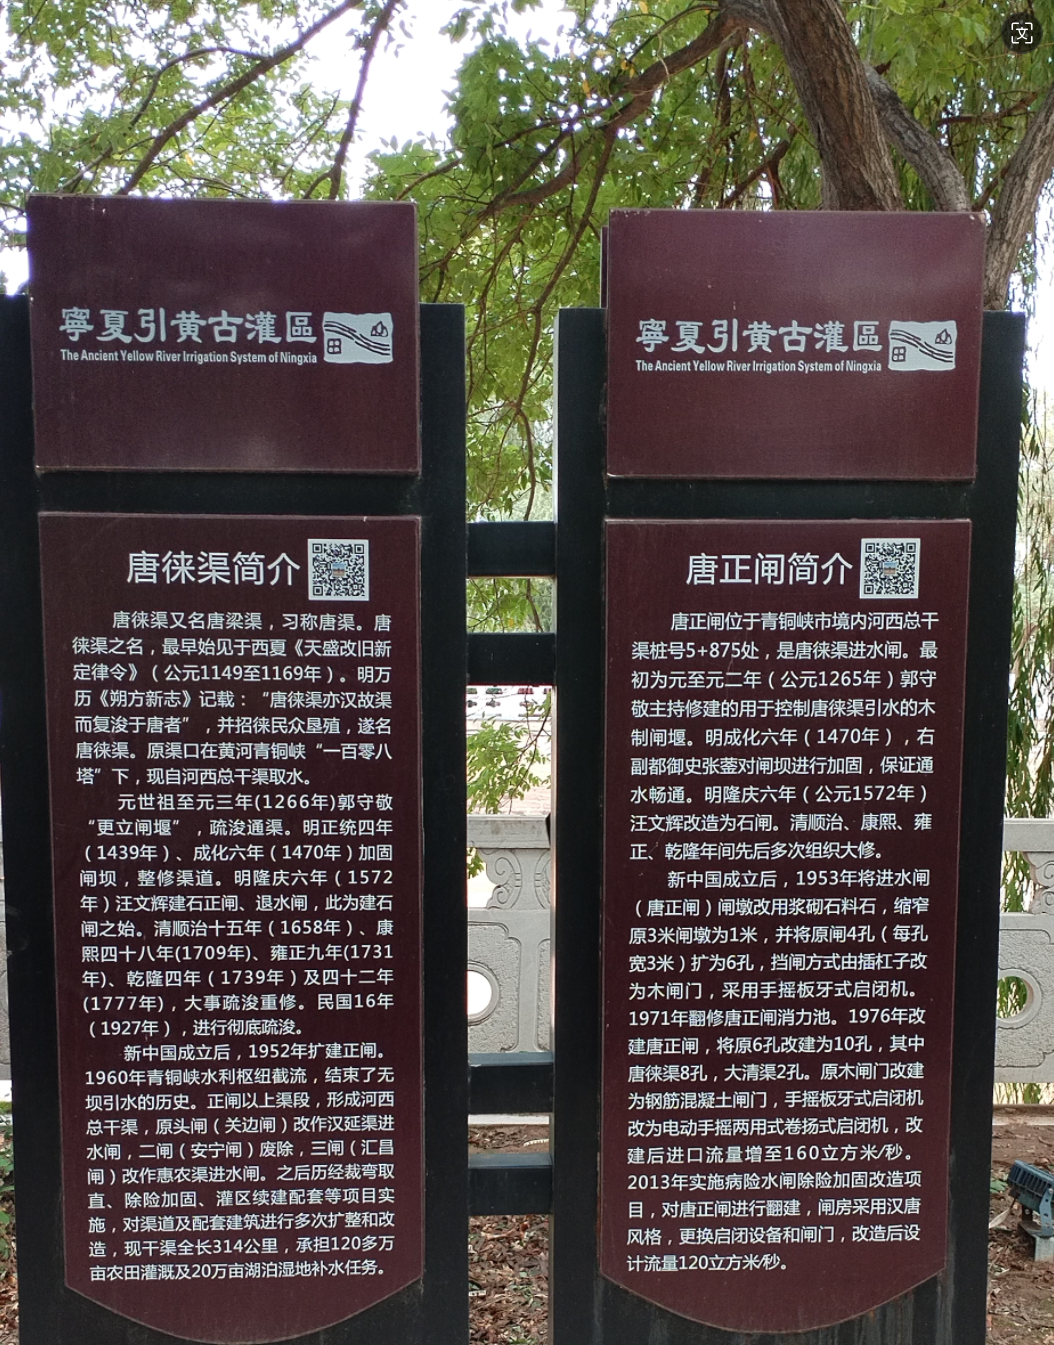 寧夏引黄古灌區
The Ancient Yellow River Irrigation System of Ningxia
唐徕渠简介
唐徕渠又名唐梁渠，习称唐渠。唐
徕渠之名，最早始见于西夏《天盛改旧新
定律令》（公元1149至1169年）。明万
历《朔方新志》记载：“唐徕渠亦汉故渠
而复浚于唐者”，并招徕民众垦殖，遂名
唐徕渠。原渠口在黄河青铜峡“一百零八
塔”下，现自河西总干渠取水。
元世祖至元三年(1266年)郭守敬
“更立闸堰”，疏浚通渠。明正统四年
（1439年）、成化六年（1470年）加固
闸坝，整修渠道。明隆庆六年（1572
年）汪文辉建石正闸、退水闸，此为建石
闸之始。清顺治十五年（1658年）、康
熙四十八年(1709年)、雍正九年(1731
年)、乾隆四年（1739年）及四十二年
(1777年)，大事疏浚重修。民国16年
（1927年），进行彻底疏浚。
新中国成立后，1952年扩建正闸。
1960年青铜峡水利枢纽截流，结束了无
坝引水的历史。正闸以上渠段，形成河西
总干渠，原头闸（关边闸）改作汉延渠进
水闸，二闸（安宁闸）废除，三闸（汇昌
闸）改作惠农渠进水闸。之后历经裁弯取
直、除险加固、灌区续建配套等项目实
施，对渠道及配套建筑进行多次扩整和改
造，现干渠全长314公里，承担120多万
亩农田灌溉及20万亩湖泊湿地补水任务。
寧夏引黄古灌區
The Ancient Yellow River Irrigation System of Ningxia
唐正闸简介
唐正闸位于青铜峡市境内河西总干
渠桩号5+875处，是唐徕渠进水闸。最
初为元至元二年（公元1265年）郭守
敬主持修建的用于控制唐徕渠引水的木
制闸堰。明成化六年（1470年），右
副都御史张蓥对闸坝进行加固，保证通
水畅通。明隆庆六年（公元1572年）
汪文辉改造为石闸。清顺治、康熙、雍
正、乾隆年间先后多次组织大修。
新中国成立后，1953年将进水闸
（唐正闸）闸墩改用浆砌石料石，缩窄
原3米闸墩为1米，并将原闸4孔（每孔
宽3米）扩为6孔，挡闸方式由插杠子改
为木闸门，采用手摇板牙式启闭机。
1971年翻修唐正闸消力池。1976年改
建唐正闸，将原6孔改建为10孔，其中
唐徕渠8孔，大清渠2孔。原木闸门改建
为钢筋混凝土闸门，手摇板牙式启闭机
改为电动手摇两用式卷扬式启闭机，改
建后进口流量增至160立方米/秒。
2013年实施病险水闸除险加固改造项
目，对唐正闸进行翻建，闸房采用汉唐
风格，更换启闭设备和闸门，改造后设
计流量120立方米/秒。